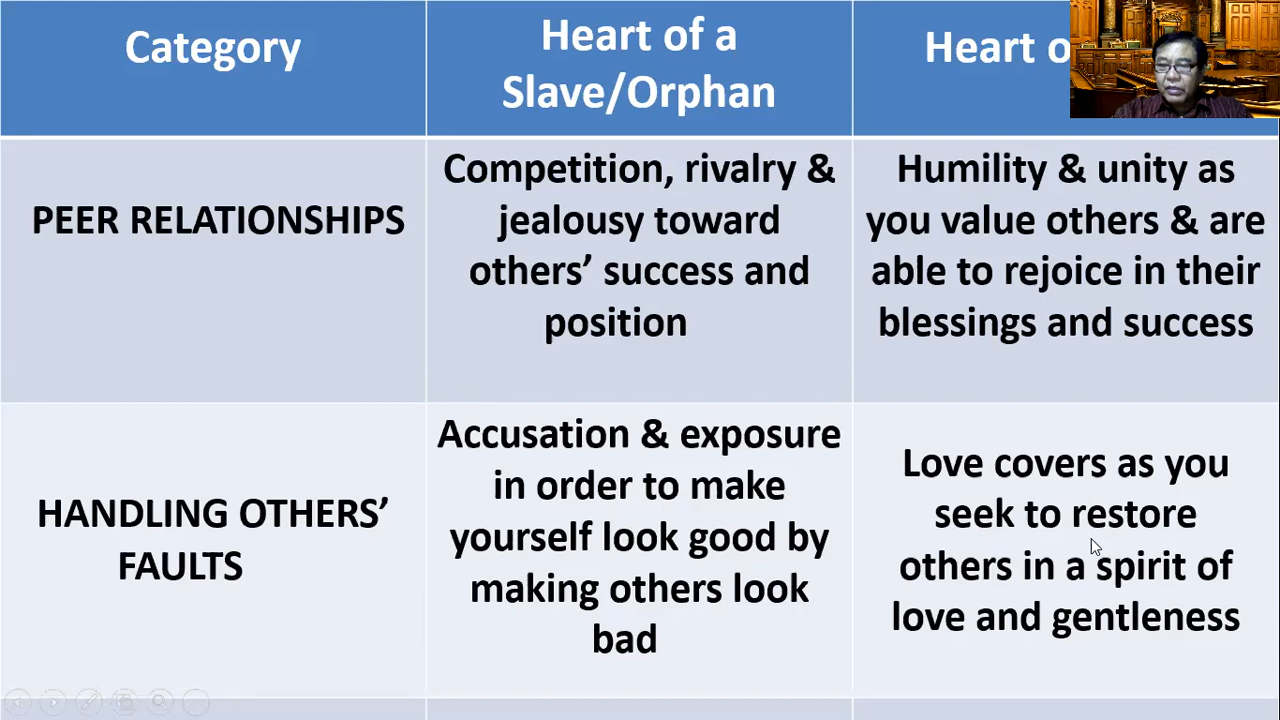 Category
Heart of a
Slave/Orphan
Heart o
PEER RELATIONSHIPS
Competition, rivalry &
jealousy toward
others’ success and
position
Humility & unity as
you value others & are
able to rejoice in their
blessings and success
HANDLING OTHERS’
FAULTS
Accusation & exposure
in order to make
yourself look good by
making others look
bad
Love covers as you
seek to restore
others in a spirit of
love and gentleness